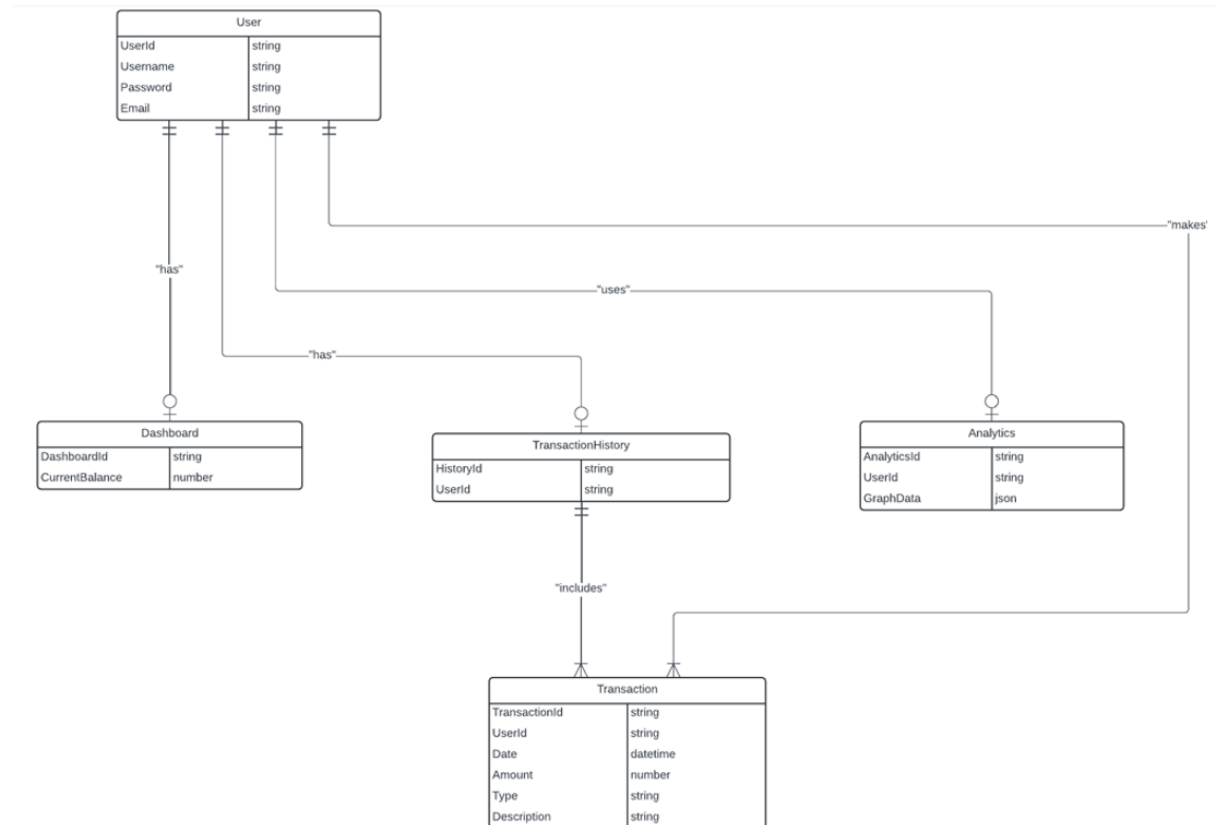 User
UserId string
Username string
Password string
Email string
"makes'
"has"
"uses"
"has"
Dashboard
DashboardId string
CurrentBalance number
TransactionHistory
HistoryId string
UserId string
Analytics
AnalyticsId string
UserId string
GraphData json
"includes"
Transaction
TransactionId string
UserId string
Date datetime
Amount number
Type string
Description string